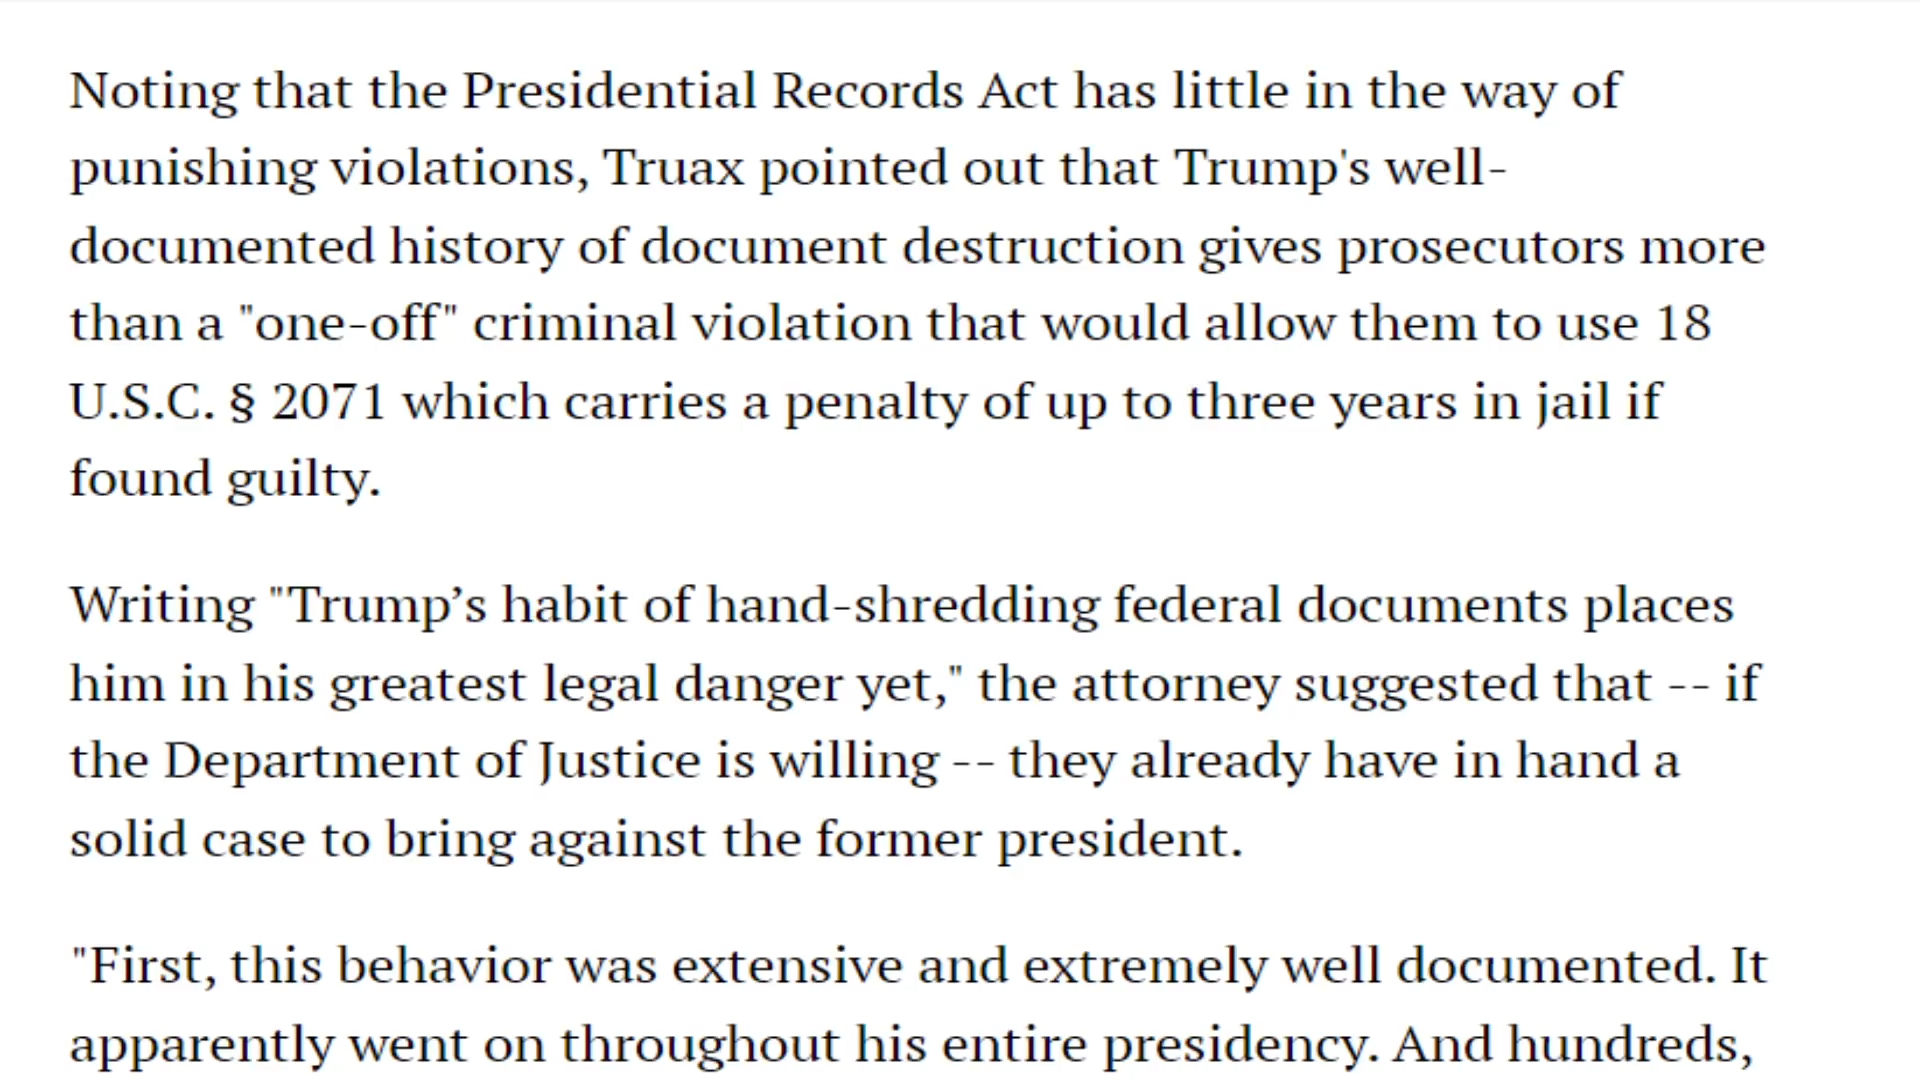 Noting that the Presidential Records Act has little in the way of
punishing violations, Truax pointed out that Trump's well-
documented history of document destruction gives prosecutors more
than a "one-off" criminal violation that would allow them to use 18
U.S.C. § 2071 which carries a penalty of up to three years in jail if
found guilty.
Writing "Trump’s habit of hand-shredding federal documents places
him in his greatest legal danger yet," the attorney suggested that -- if
the Department of Justice is willing -- they already have in hand a
solid case to bring against the former president.
"First, this behavior was extensive and extremely well documented. It
apparently went on throughout his entire presidency. And hundreds,